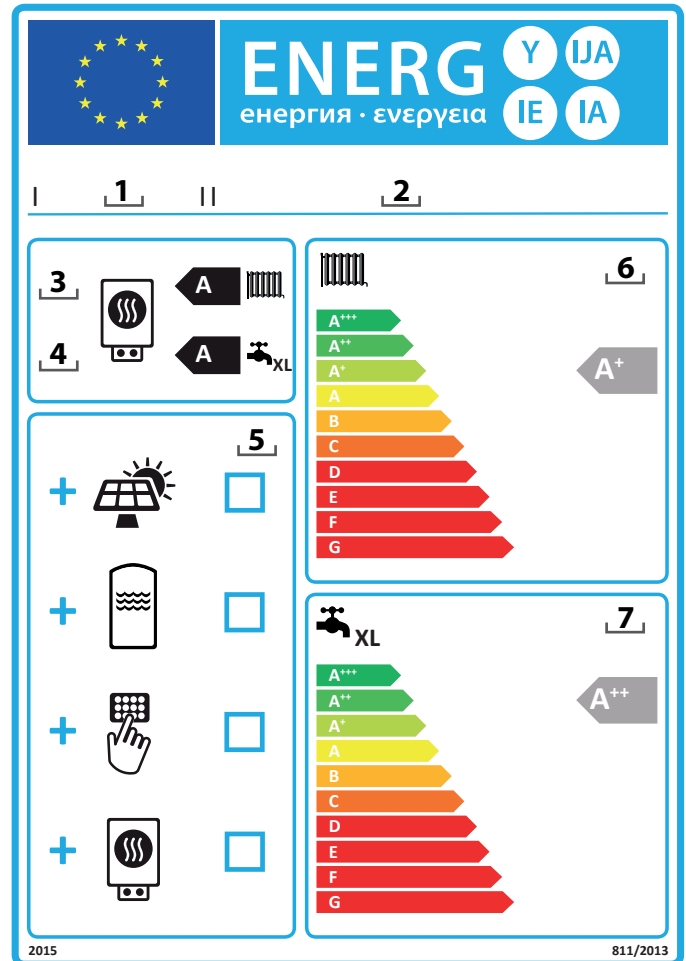 ENERG
енергия · ενεργεια
Y IJA
IE IA
I 1 II 2
3 A
4 A XL
5
6
A+++
A++
A+
A
B
C
D
E
F
G
A+
XL
7
A+++
A++
A+
A
B
C
D
E
F
G
A++
2015
811/2013